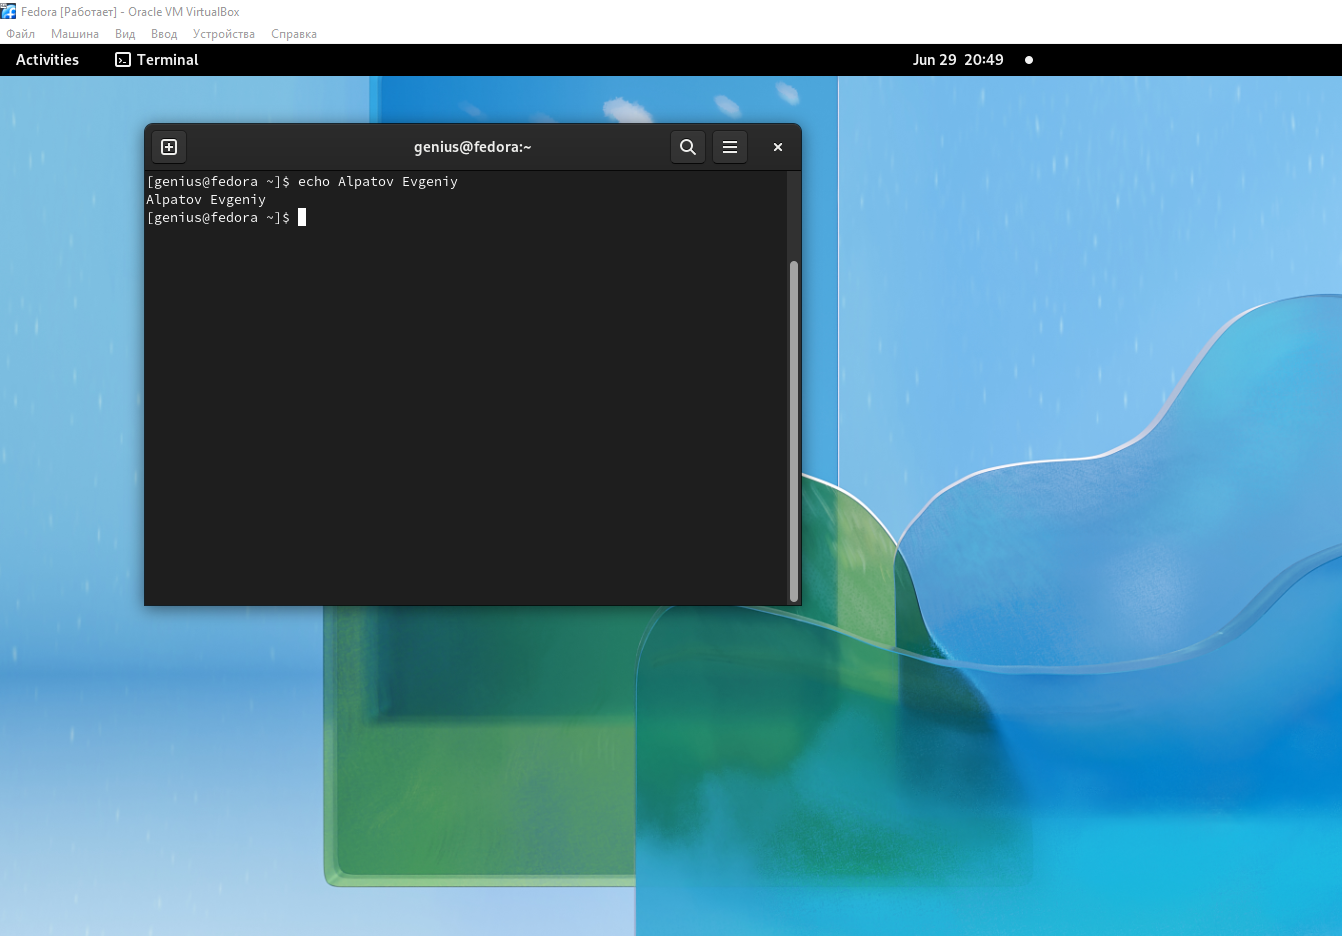 Fedora [Работает] - Oracle VM VirtualBox
Файл Машина Вид Ввод Устройства Справка
Activities Terminal Jun 29 20:49
genius@fedora:~
[genius@fedora ~]$ echo Alpatov Evgeniy
Alpatov Evgeniy
[genius@fedora ~]$